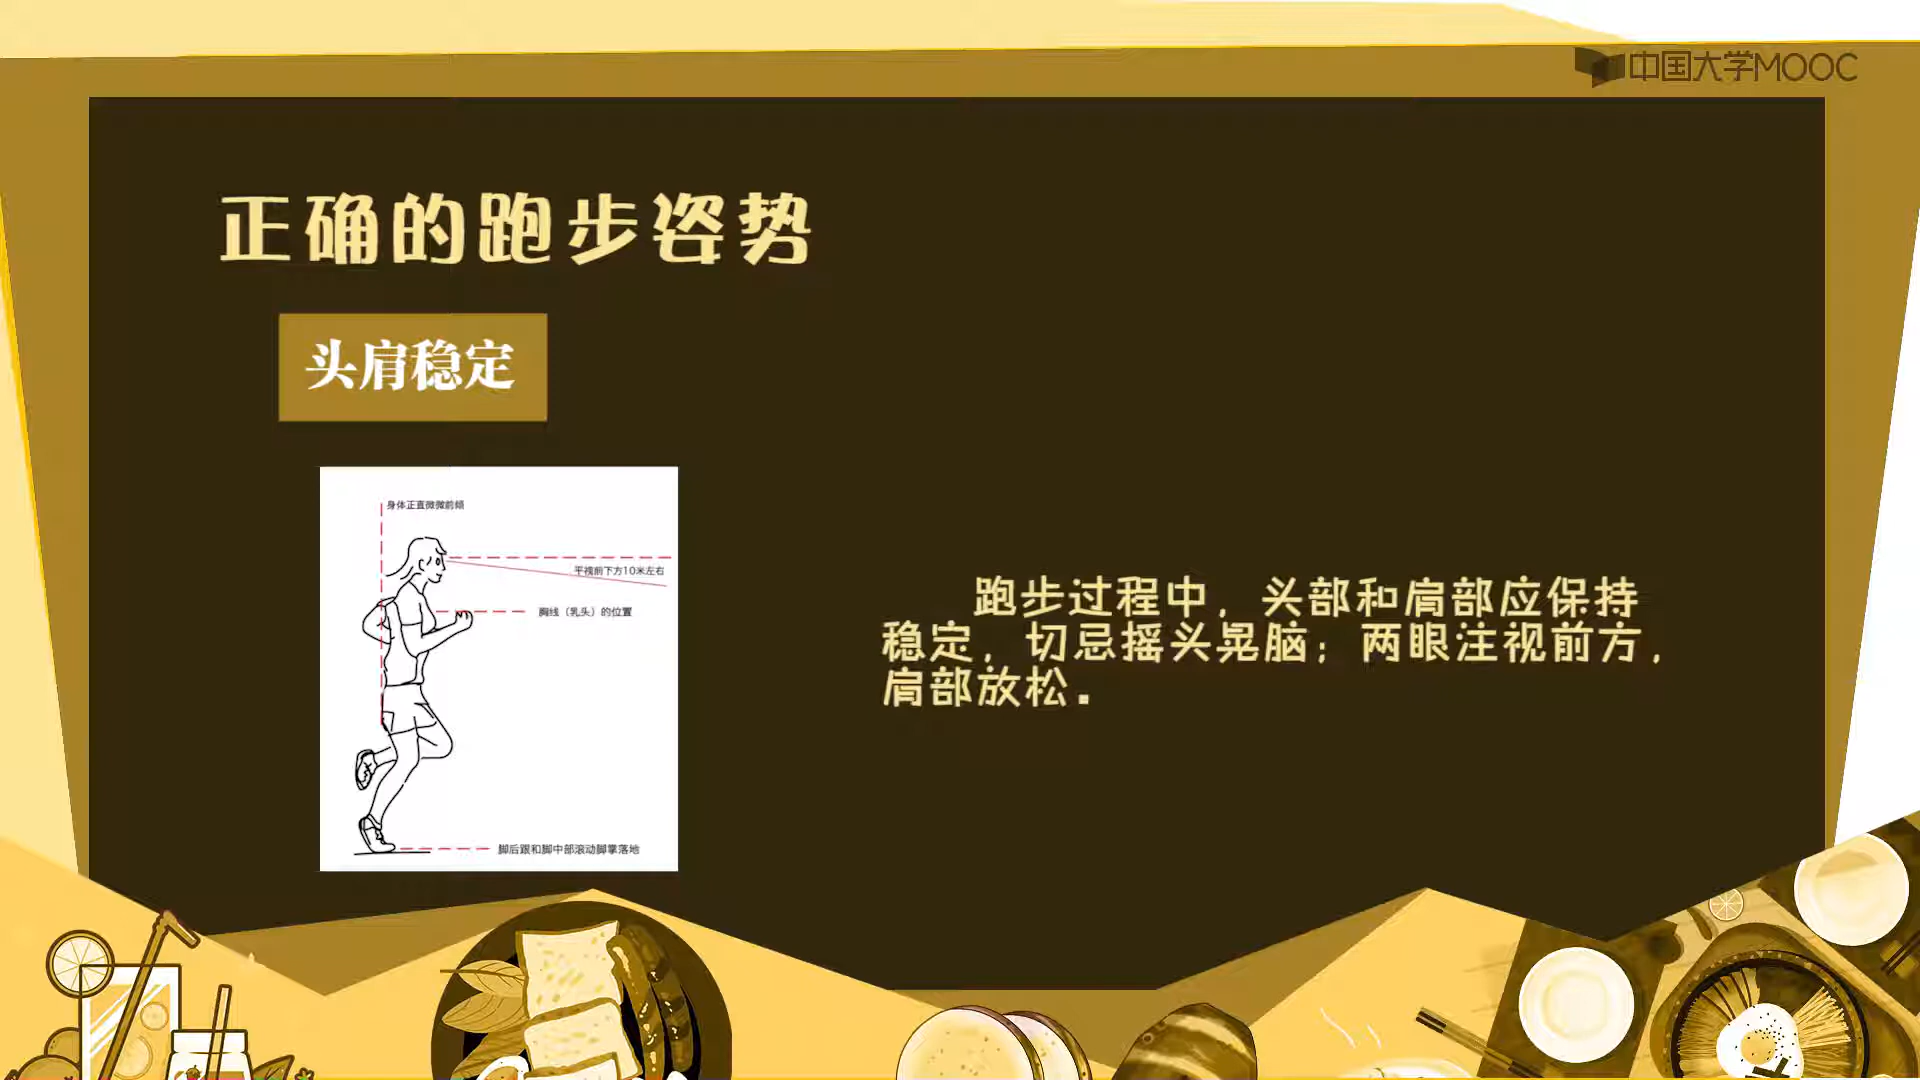 中国大学MOOC
正确的跑步姿势
头肩稳定
身体正直微微前倾
平视前下方10米左右
胸线（乳头）的位置
脚后跟和脚中部滚动脚掌落地
跑步过程中，头部和肩部应保持
稳定，切忌摇头晃脑；两眼注视前方，
肩部放松。